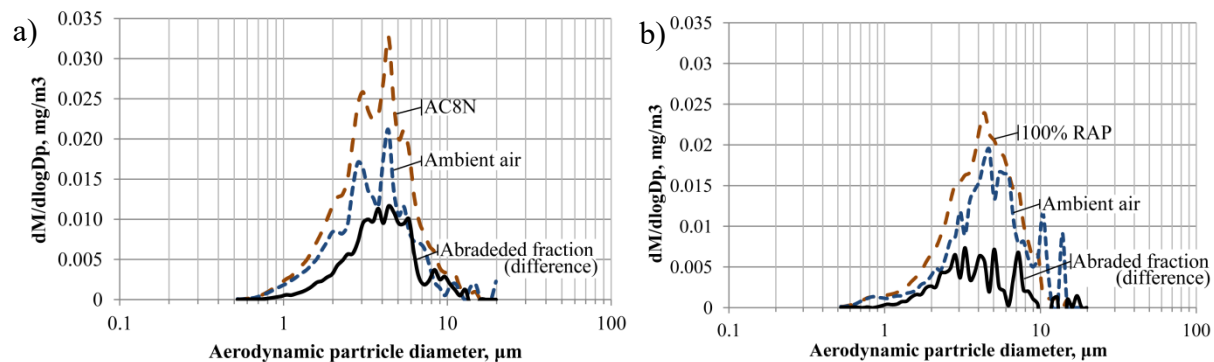 a)
dM/dlogDp, mg/m3
0.035
0.030
0.025
0.020
0.015
0.010
0.005
0
AC8N
Ambient air
Abradeded fraction
(difference)
0.1
1
10
100
Aerodynamic partricle diameter, µm
b)
dM/dlogDp, mg/m3
0.035
0.030
0.025
0.020
0.015
0.010
0.005
0
100% RAP
Ambient air
Abraded fraction
(difference)
0.1
1
10
100
Aerodynamic partricle diameter, µm